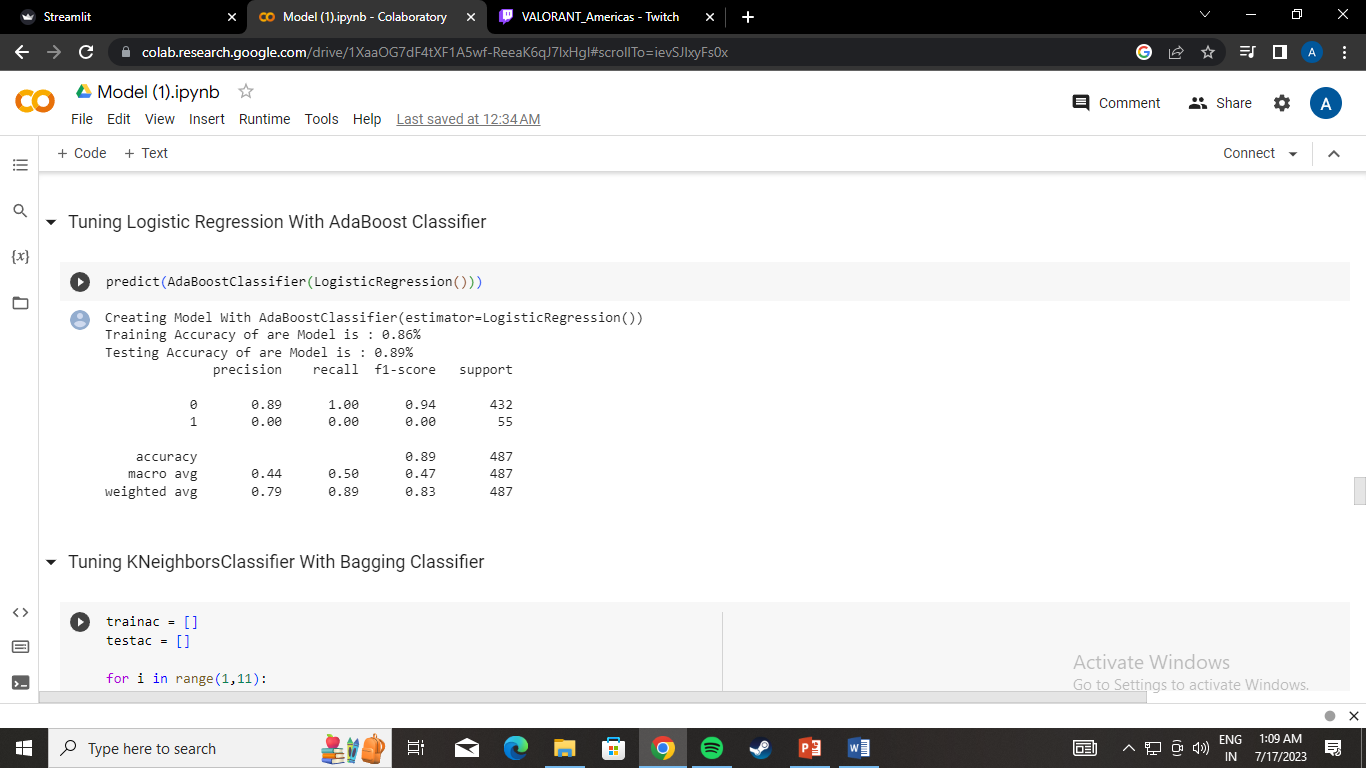 Streamlit
Model (1).ipynb - Colaboratory
VALORANT_Americas - Twitch
colab.research.google.com/drive/1XaaOG7dF4tXF1A5wf-ReeaK6qJ7lxHgI#scrollTo=ievSJlxyFs0x
A
Model (1).ipynb
Comment
Share
A
File Edit View Insert Runtime Tools Help Last saved at 12:34 AM
+ Code + Text
Connect
{x}
Tuning Logistic Regression With AdaBoost Classifier
predict(AdaBoostClassifier(LogisticRegression()))
Creating Model With AdaBoostClassifier(estimator=LogisticRegression())
Training Accuracy of are Model is : 0.86%
Testing Accuracy of are Model is : 0.89%
precision recall f1-score support
0 0.89 1.00 0.94 432
1 0.00 0.00 0.00 55
accuracy 0.89 487
macro avg 0.44 0.50 0.47 487
weighted avg 0.79 0.89 0.83 487
Tuning KNeighborsClassifier With Bagging Classifier
trainac = []
testac = []
for i in range(1,11):
Activate Windows
Go to Settings to activate Windows.
Type here to search
ENG
IN
1:09 AM
7/17/2023